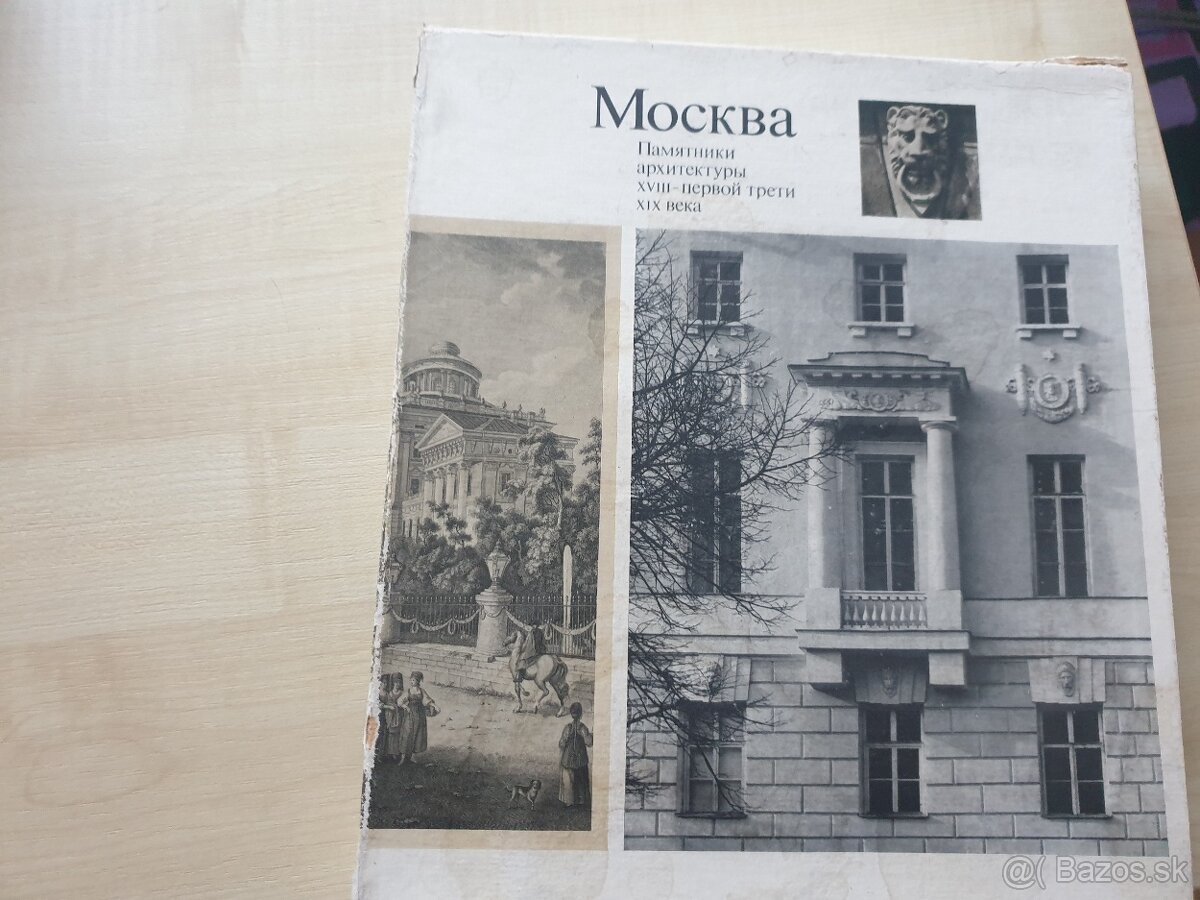 Москва
Памятники
архитектуры
XVIII-первой трети
XIX века
@( Bazos.sk